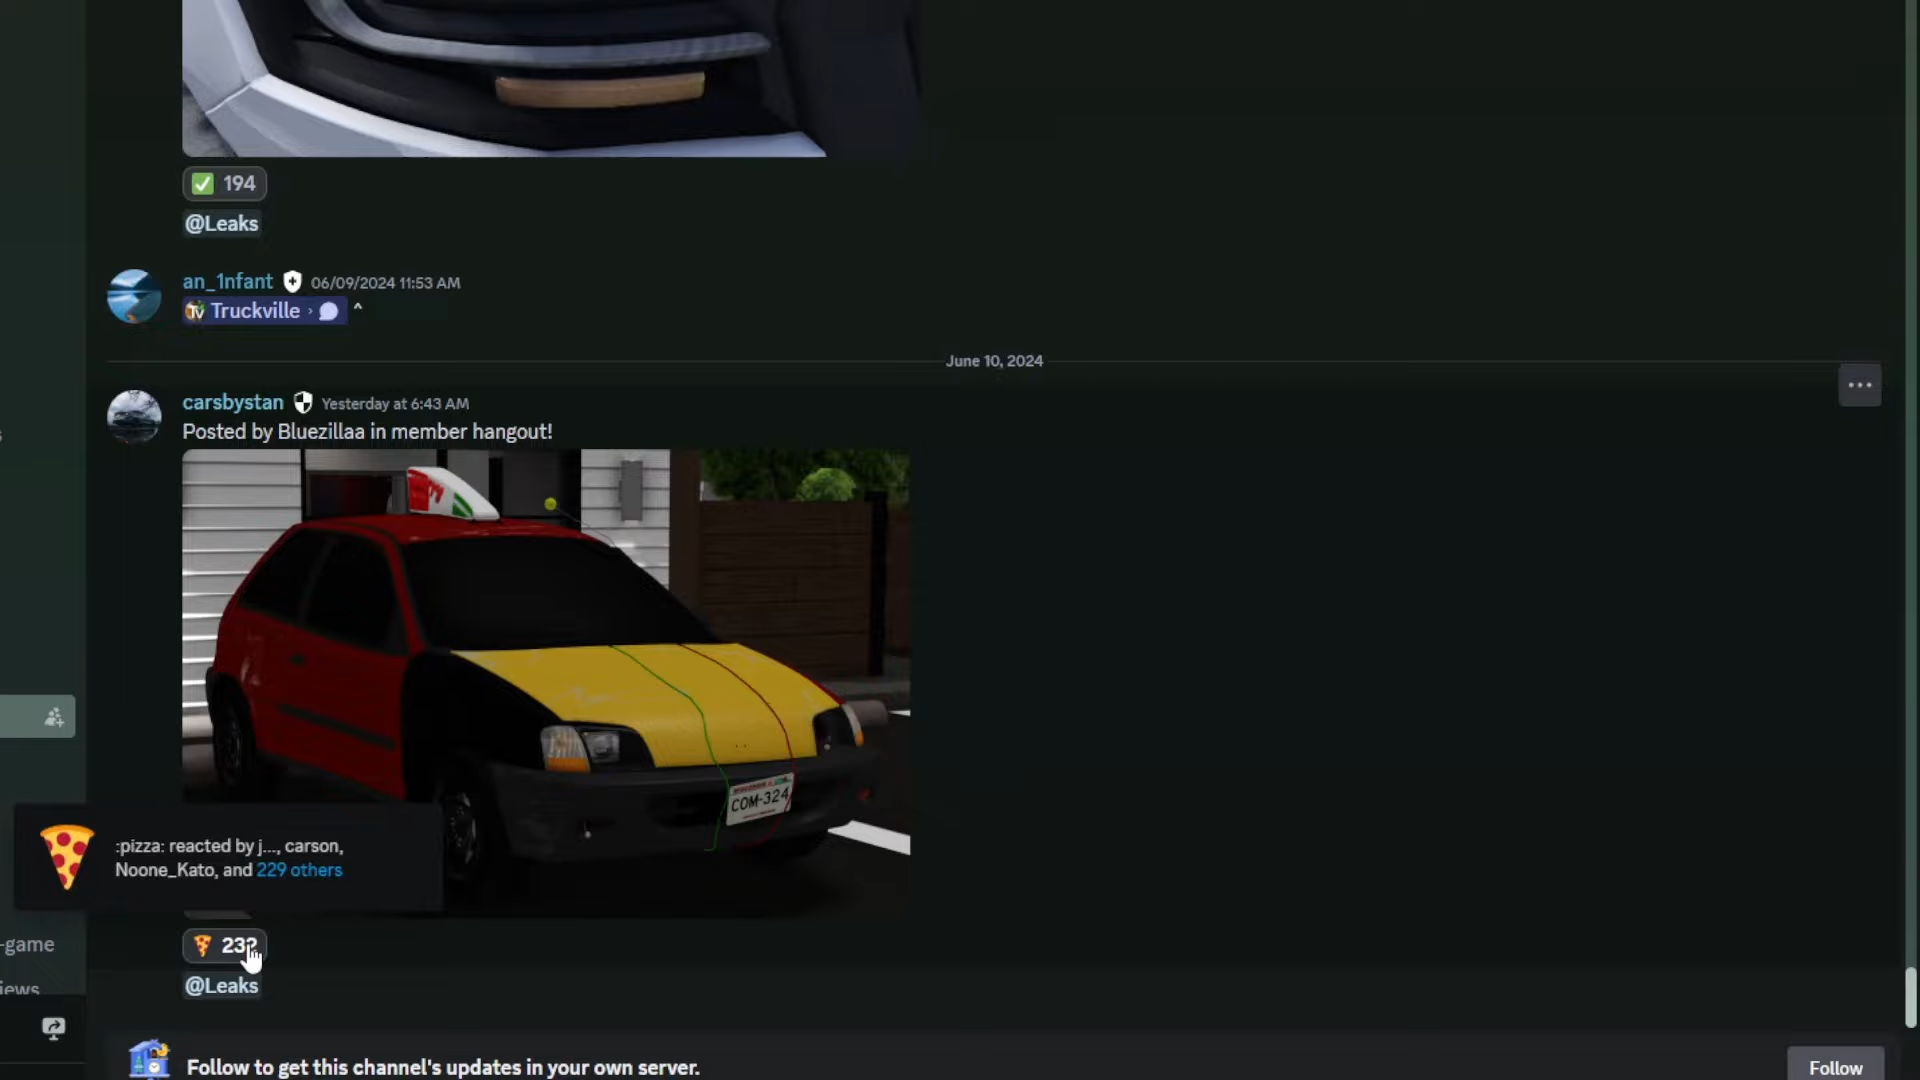 194
@Leaks
an_1nfant 06/09/2024 11:53 AM
Truckville › ^
June 10, 2024
carsbystan Yesterday at 6:43 AM
Posted by Bluezillaa in member hangout!
COM-324
:pizza: reacted by j..., carson,
Noone_Kato, and 229 others
-game
232
@Leaks
iews
Follow to get this channel's updates in your own server.
Follow